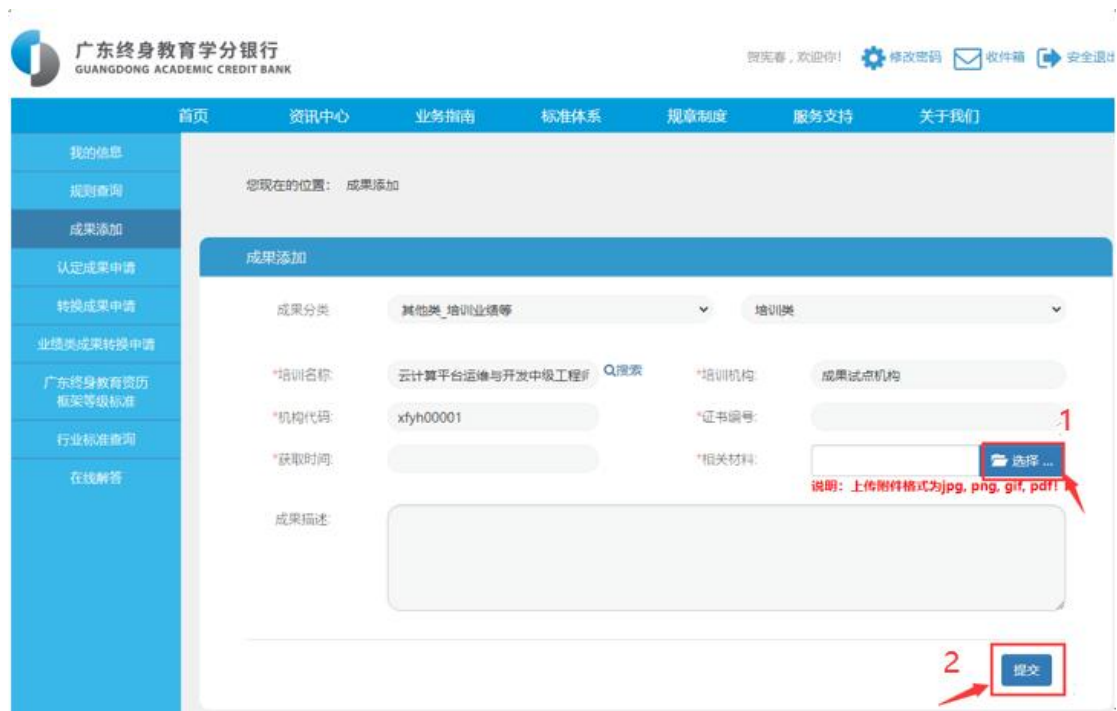 广东终身教育学分银行
GUANGDONG ACADEMIC CREDIT BANK
贺宪春,欢迎你! 修改密码 收件箱 安全退出
首页 资讯中心 业务指南 标准体系 规章制度 服务支持 关于我们
我的信息
规则查询
成果添加
认定成果申请
转换成果申请
业绩类成果转换申请
广东终身教育资历
框架等级标准
行业标准查询
在线解答
您现在的位置: 成果添加
成果添加
成果分类 其他类_培训业绩等 培训类
*培训名称: 云计算平台运维与开发中级工程师 搜索 *培训机构: 成果试点机构
*机构代码: xfyh00001 *证书编号:
1
*获取时间: *相关材料: 选择 ...
说明:上传附件格式为jpg, png, gif, pdf!
成果描述:
2 提交